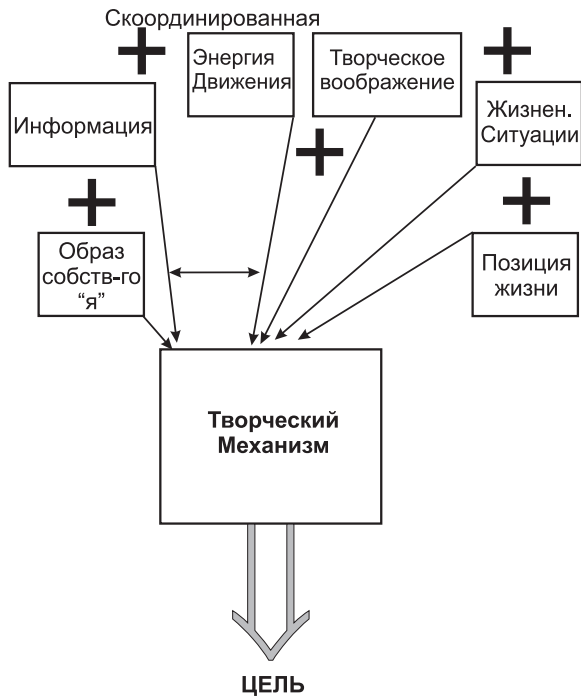 Скоординированная
Энергия
Движения
Творческое
воображение
Информация
Жизнен.
Ситуации
Образ
собств-го
“я”
Позиция
жизни
Творческий
Механизм
ЦЕЛЬ